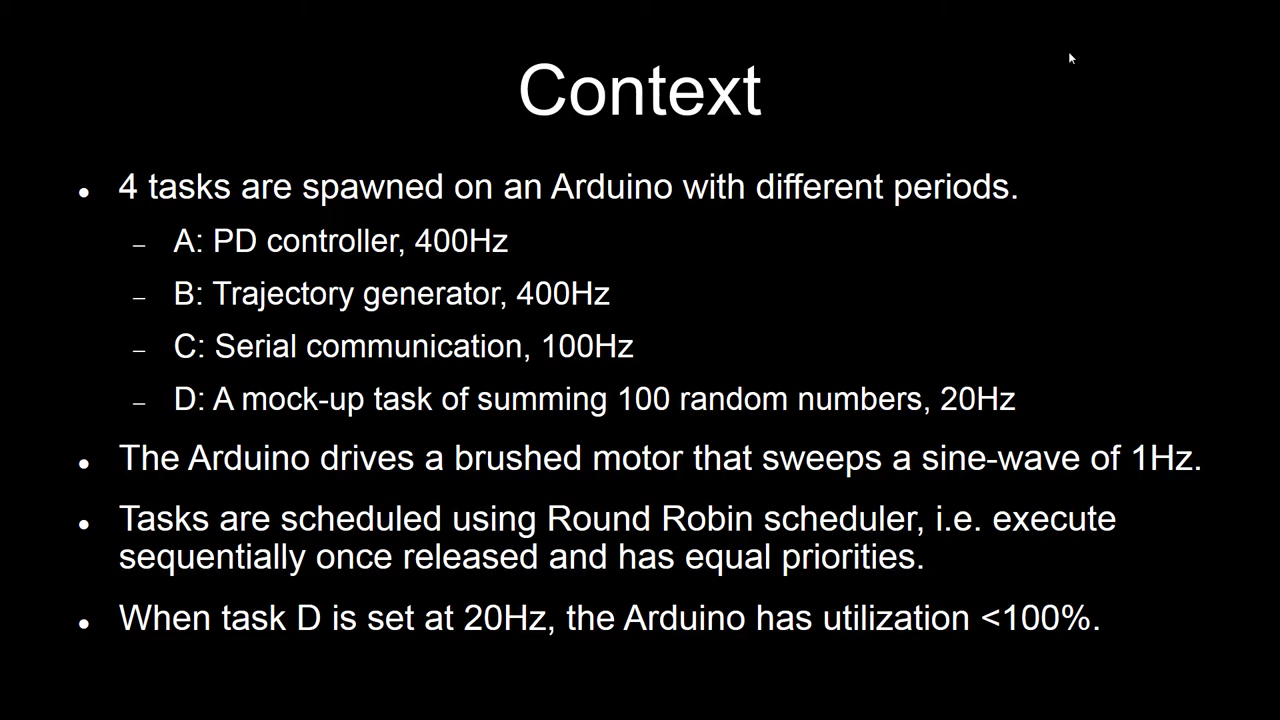 Context
• 4 tasks are spawned on an Arduino with different periods.
– A: PD controller, 400Hz
– B: Trajectory generator, 400Hz
– C: Serial communication, 100Hz
– D: A mock-up task of summing 100 random numbers, 20Hz
• The Arduino drives a brushed motor that sweeps a sine-wave of 1Hz.
• Tasks are scheduled using Round Robin scheduler, i.e. execute
sequentially once released and has equal priorities.
• When task D is set at 20Hz, the Arduino has utilization <100%.